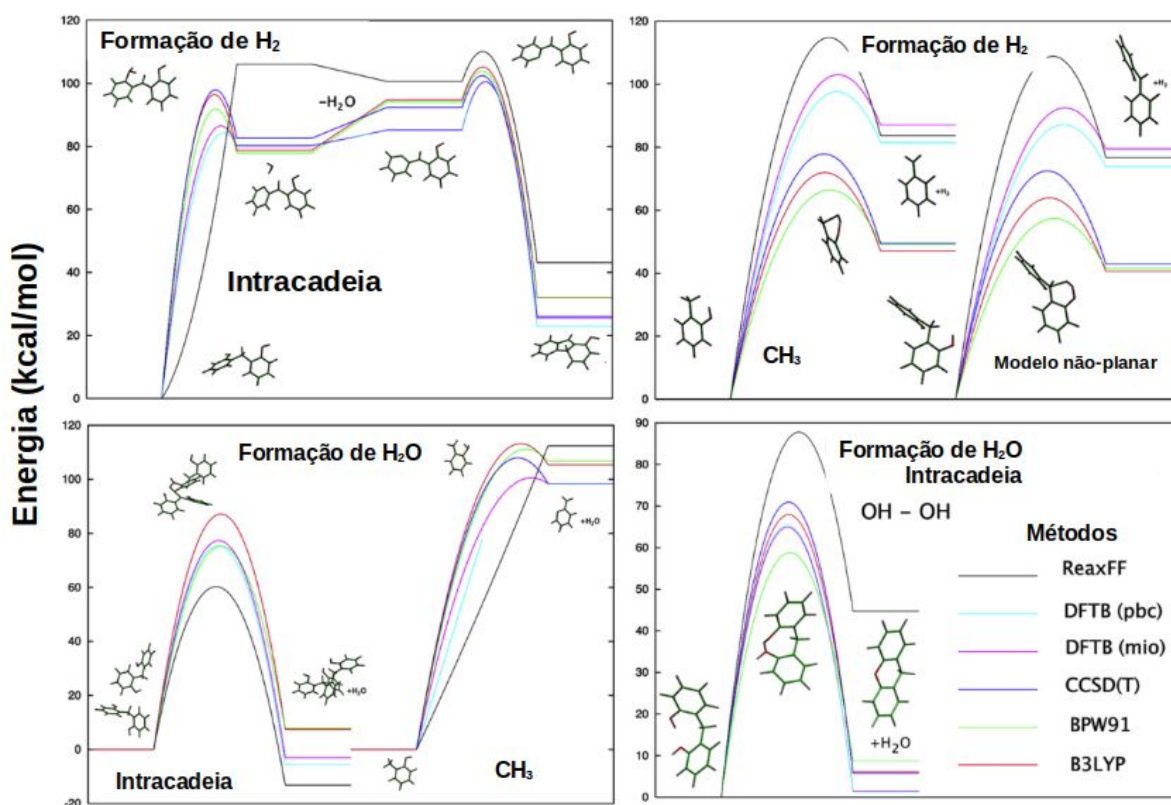 Energia (kcal/mol)
120
100
80
60
40
20
0
Formação de H₂
−H₂O
Intracadeia
120
100
80
60
40
20
0
Formação de H₂
+H₂
+H₂
CH₃
Modelo não-planar
120
100
80
60
40
20
0
-20
Formação de H₂O
+H₂O
+H₂O
Intracadeia
CH₃
90
80
70
60
50
40
30
20
10
0
Formação de H₂O
Intracadeia
OH – OH
+H₂O
Métodos
ReaxFF
DFTB (pbc)
DFTB (mio)
CCSD(T)
BPW91
B3LYP